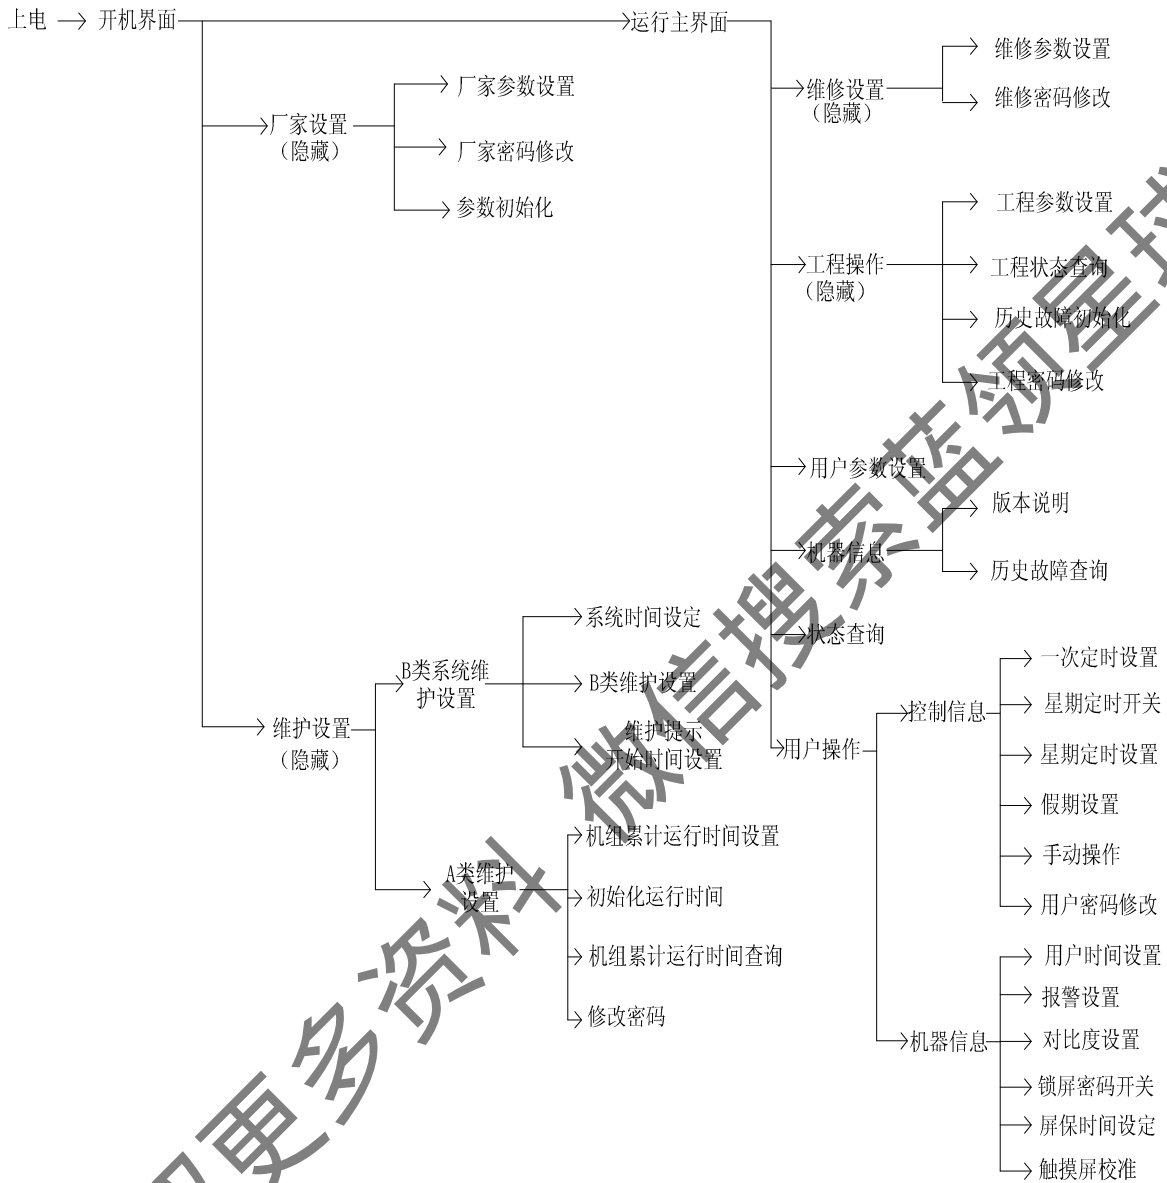 上电
开机界面
运行主界面
厂家设置
（隐藏）
厂家参数设置
厂家密码修改
参数初始化
维护设置
（隐藏）
B类系统维
护设置
系统时间设定
B类维护设置
维护提示
开始时间设置
A类维护
设置
机组累计运行时间设置
初始化运行时间
机组累计运行时间查询
修改密码
维修设置
（隐藏）
维修参数设置
维修密码修改
工程操作
（隐藏）
工程参数设置
工程状态查询
历史故障初始化
工程密码修改
用户参数设置
机器信息
版本说明
历史故障查询
状态查询
用户操作
控制信息
一次定时设置
星期定时开关
星期定时设置
假期设置
手动操作
用户密码修改
机器信息
用户时间设置
报警设置
对比度设置
锁屏密码开关
屏保时间设定
触摸屏校准
更多资料 微信搜索蓝领星球